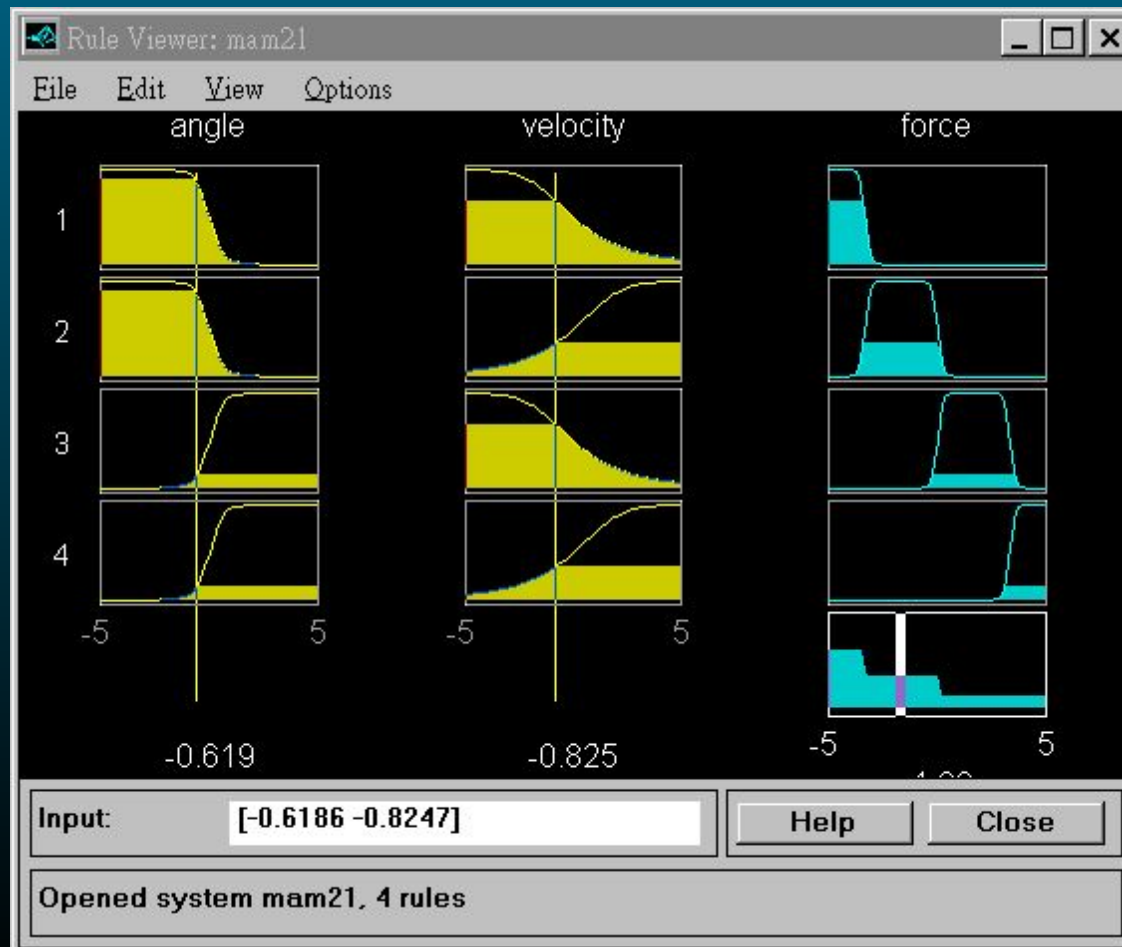 Rule Viewer: mam21
File Edit View Options
angle velocity force
1
2
3
4
-5 5 -5 5
-5 5
-0.619 -0.825
Input: [-0.6186 -0.8247] Help Close
Opened system mam21, 4 rules